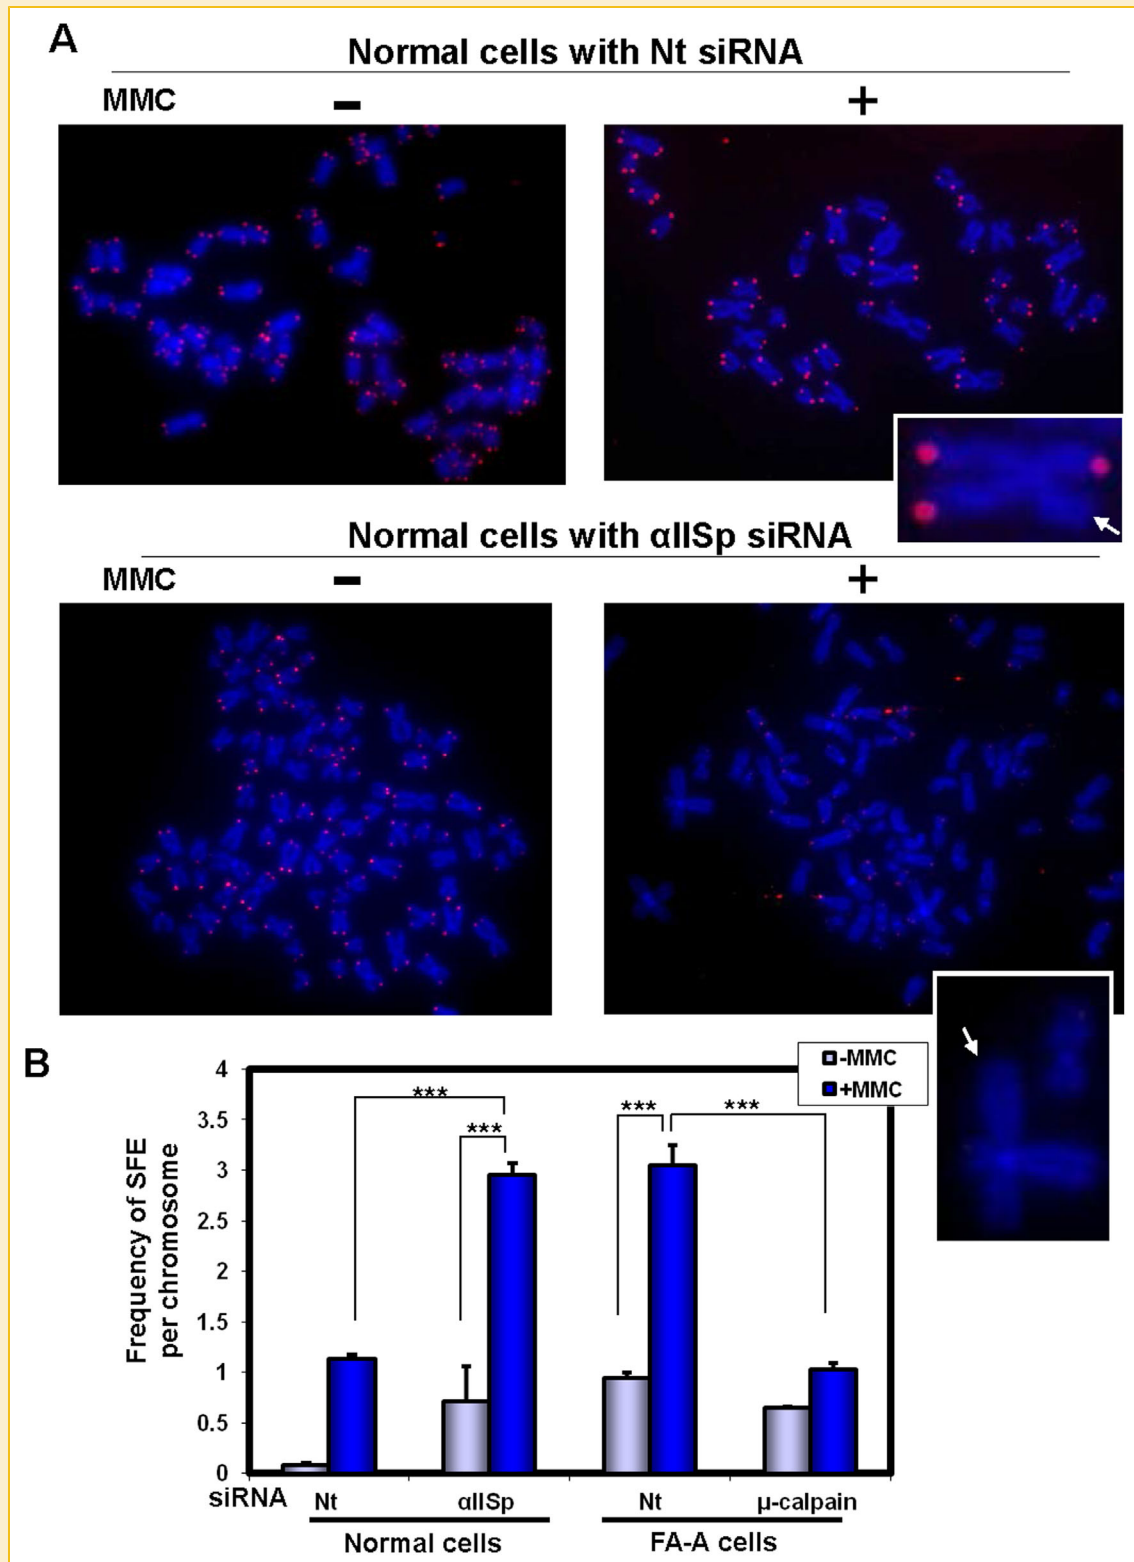 A
Normal cells with Nt siRNA
MMC − +
Normal cells with αIISp siRNA
MMC − +
B
-MMC
+MMC
Frequency of SFE
per chromosome
4
3.5
3
2.5
2
1.5
1
0.5
0
***
***
***
***
siRNA Nt αIISp Nt μ-calpain
Normal cells FA-A cells